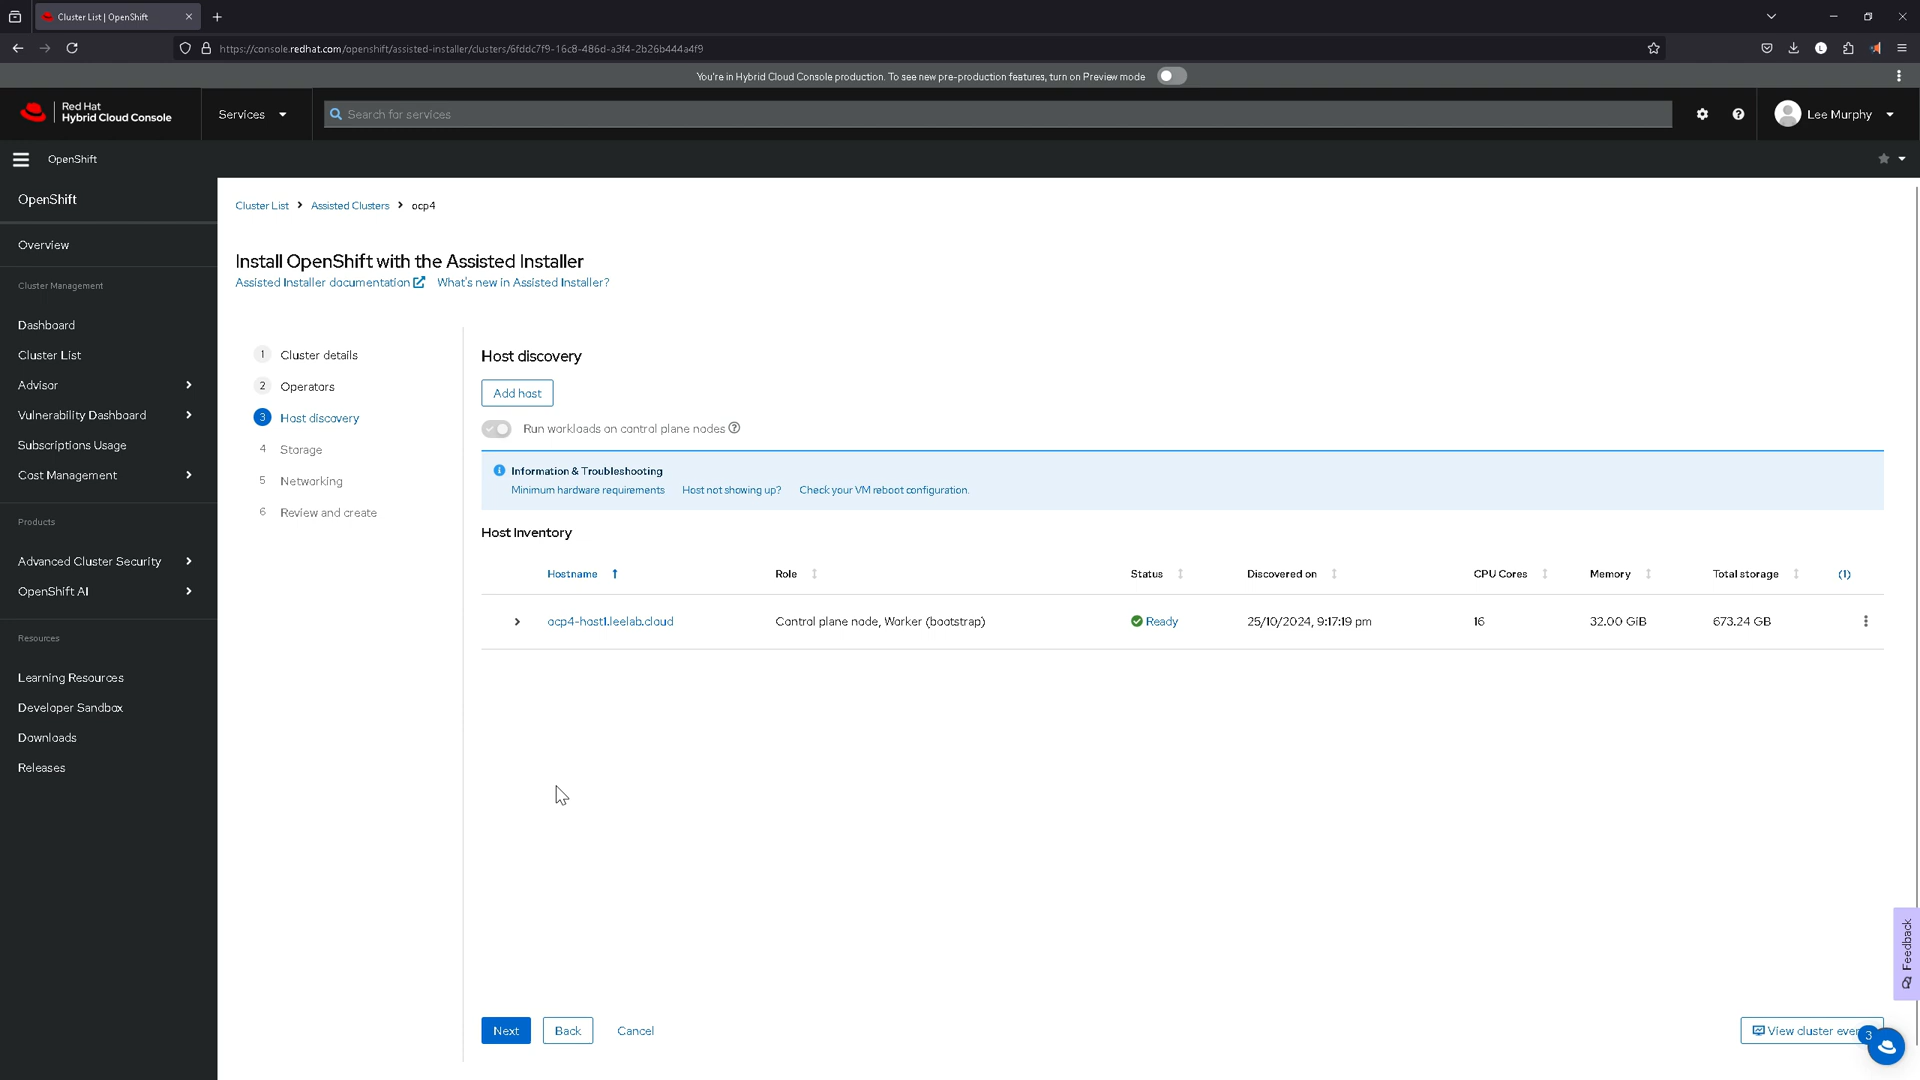 Cluster List | OpenShift
https://console.redhat.com/openshift/assisted-installer/clusters/6fddc7f9-16c8-486d-a3f4-2b26b444a4f9
You're in Hybrid Cloud Console production. To see new pre-production features, turn on Preview mode
Red Hat
Hybrid Cloud Console
Services
Search for services
Lee Murphy
OpenShift
OpenShift
Overview
Cluster Management
Dashboard
Cluster List
Advisor
Vulnerability Dashboard
Subscriptions Usage
Cost Management
Products
Advanced Cluster Security
OpenShift AI
Resources
Learning Resources
Developer Sandbox
Downloads
Releases
Cluster List > Assisted Clusters > ocp4
Install OpenShift with the Assisted Installer
Assisted Installer documentation What's new in Assisted Installer?
1 Cluster details
2 Operators
3 Host discovery
4 Storage
5 Networking
6 Review and create
Host discovery
Add host
Run workloads on control plane nodes
Information & Troubleshooting
Minimum hardware requirements Host not showing up? Check your VM reboot configuration.
Host Inventory
Hostname Role Status Discovered on CPU Cores Memory Total storage (1)
ocp4-host1.leelab.cloud Control plane node, Worker (bootstrap) Ready 25/10/2024, 9:17:19 pm 16 32.00 GiB 673.24 GB
Next Back Cancel
View cluster even
3
Feedback